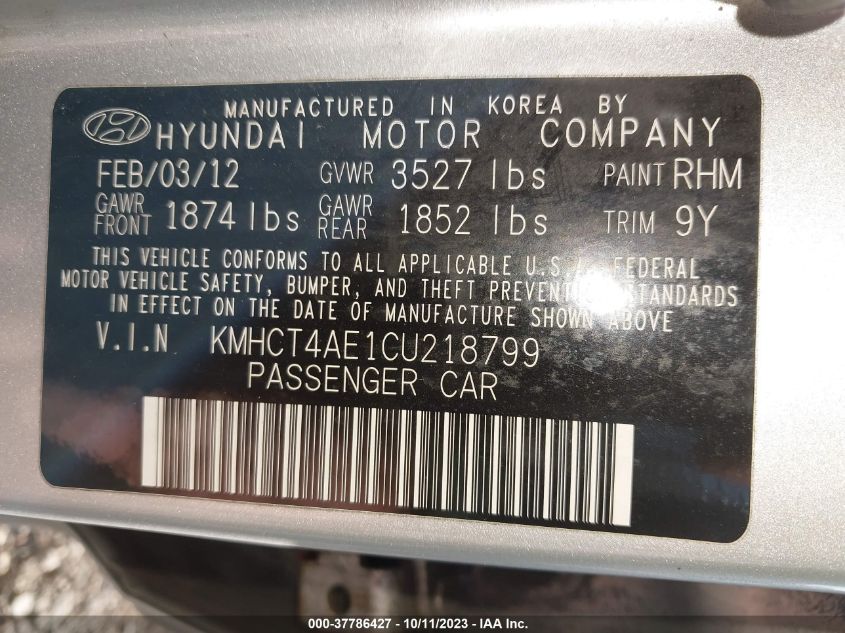 MANUFACTURED IN KOREA BY
HYUNDAI MOTOR COMPANY
FEB/03/12 GVWR 3527 lbs PAINT RHM
GAWR FRONT 1874 lbs GAWR REAR 1852 lbs TRIM 9Y
THIS VEHICLE CONFORMS TO ALL APPLICABLE U.S.A. FEDERAL
MOTOR VEHICLE SAFETY, BUMPER, AND THEFT PREVENTION STANDARDS
IN EFFECT ON THE DATE OF MANUFACTURE SHOWN ABOVE
V.I.N KMHCT4AE1CU218799
PASSENGER CAR
000-37786427 - 10/11/2023 - IAA Inc.